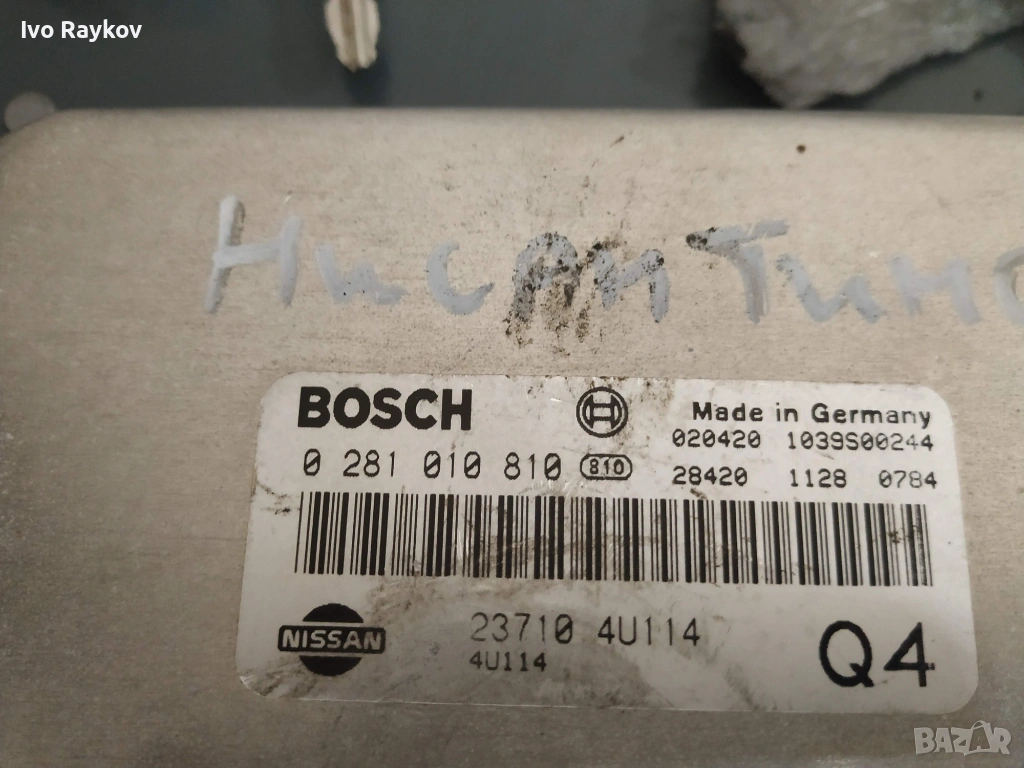 Ivo Raykov
Нисан Тино
BOSCH
Made in Germany
0 281 010 810 810
020420 1039S00244
28420 1128 0784
NISSAN
23710 4U114
4U114
Q4
BAZAR